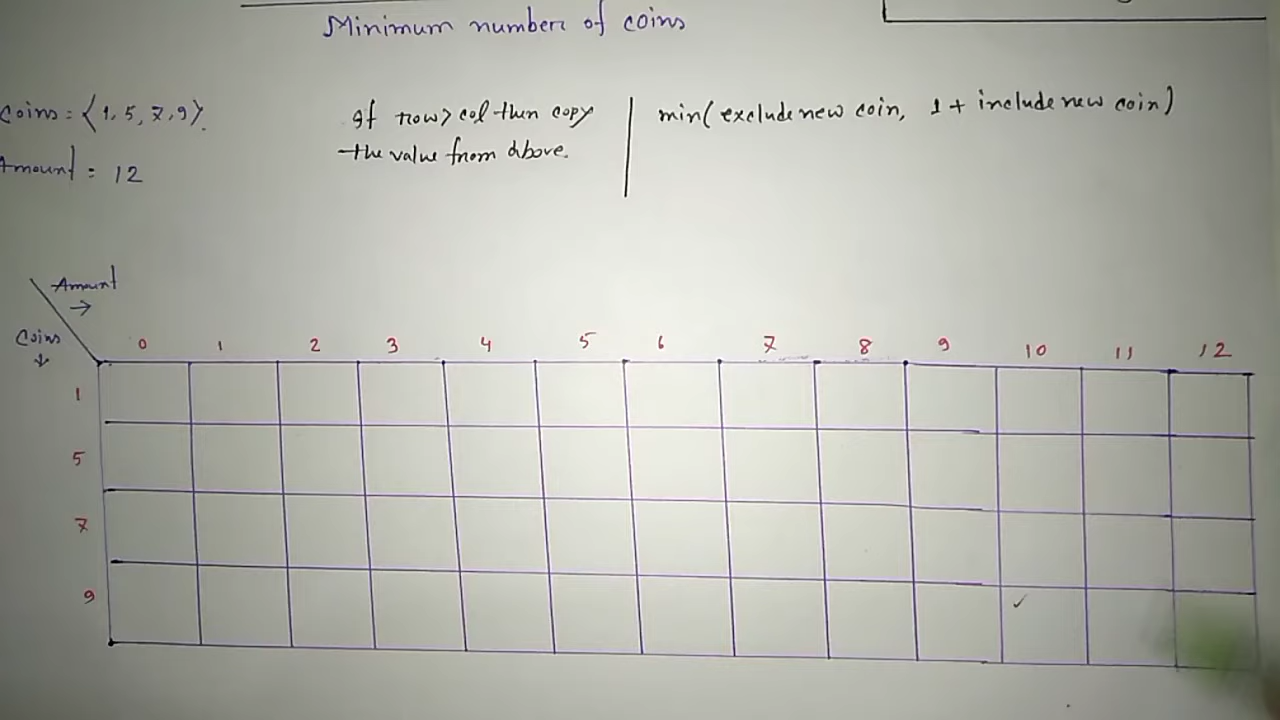 Minimum number of coins
Coins = {1, 5, 7, 9}.
Amount = 12
If row > col then copy
the value from above.
min(exclude new coin, 1 + include new coin)
Amount
→
Coins
↓
0 1 2 3 4 5 6 7 8 9 10 11 12
1
5
7
9 ✓